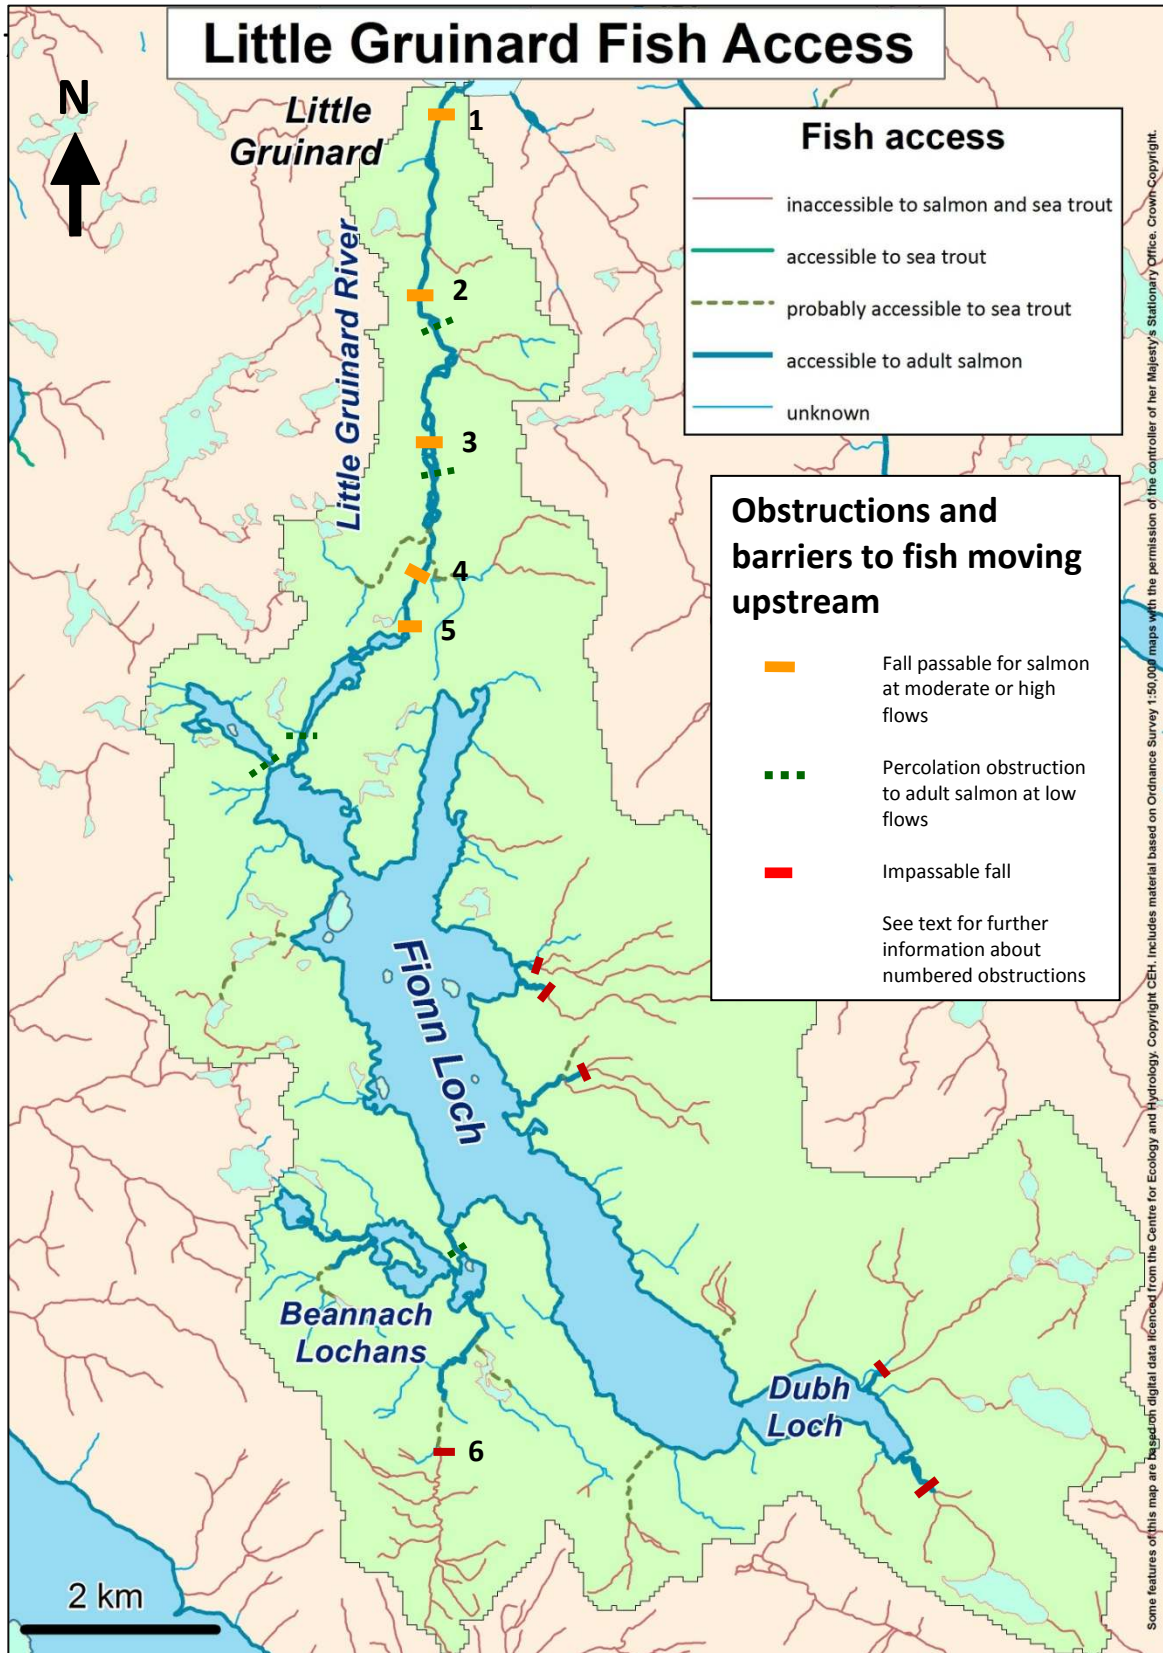 Little Gruinard Fish Access
N
Little
Gruinard
1
Fish access
inaccessible to salmon and sea trout
accessible to sea trout
probably accessible to sea trout
accessible to adult salmon
unknown
Little Gruinard River
2
3
4
5
Obstructions and
barriers to fish moving
upstream
Fall passable for salmon
at moderate or high
flows
Percolation obstruction
to adult salmon at low
flows
Impassable fall
See text for further
information about
numbered obstructions
Fionn Loch
Beannach
Lochans
Dubh
Loch
6
2 km
Some features of this map are based on digital data licenced from the Centre for Ecology and Hydrology. Copyright CEH. Includes material based on Ordnance Survey 1:50,000 maps with the permission of the controller of her Majesty's Stationary Office. Crown Copyright.